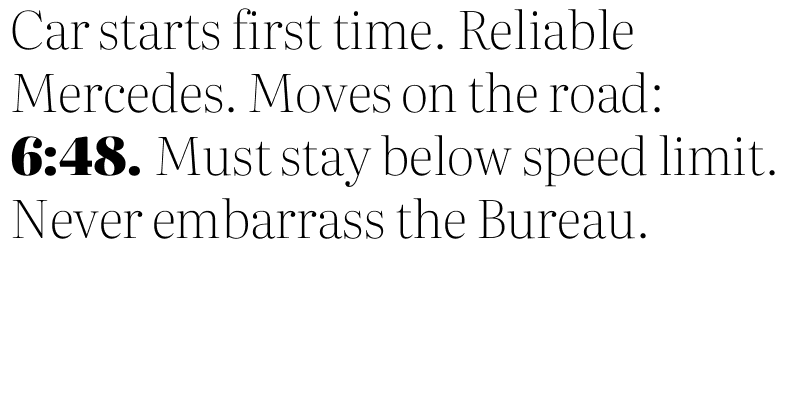 Car starts first time. Reliable
Mercedes. Moves on the road:
6:48. Must stay below speed limit.
Never embarrass the Bureau.